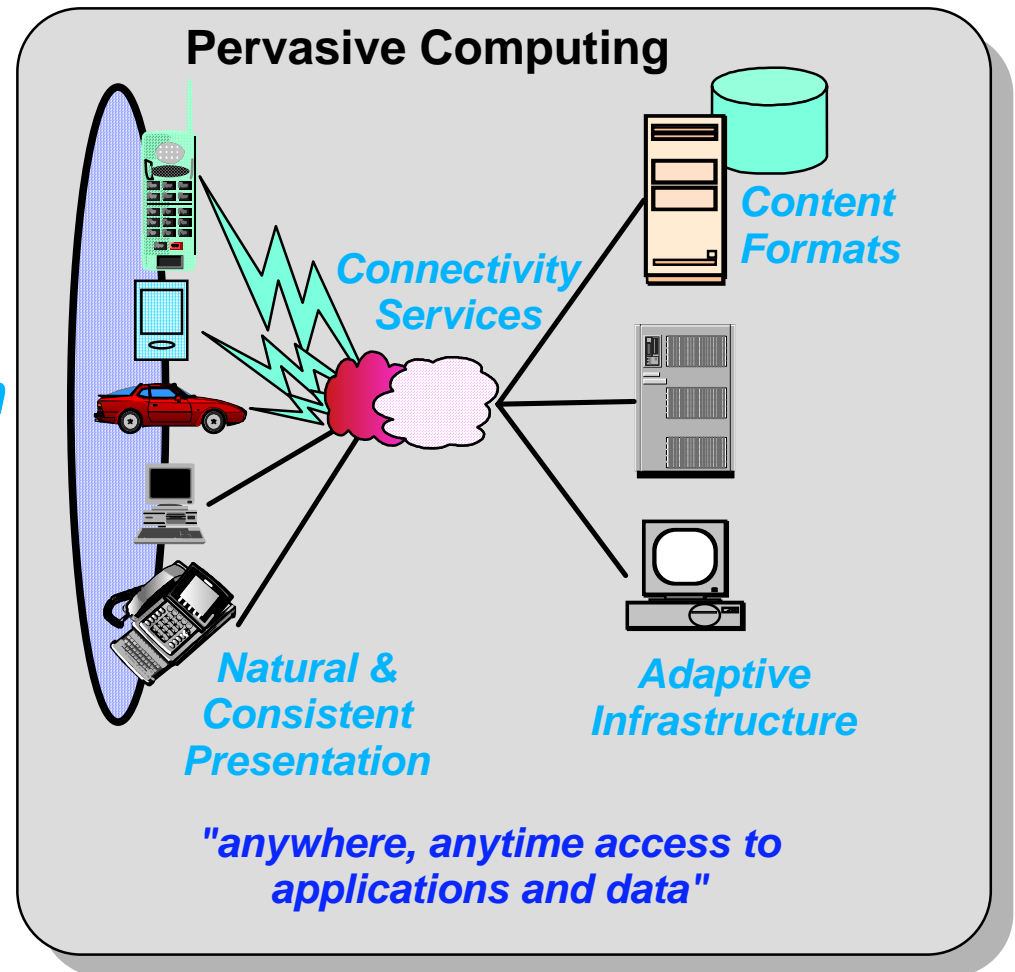 Pervasive Computing
Content
Formats
Connectivity
Services
Natural &
Consistent
Presentation
Adaptive
Infrastructure
"anywhere, anytime access to
applications and data"